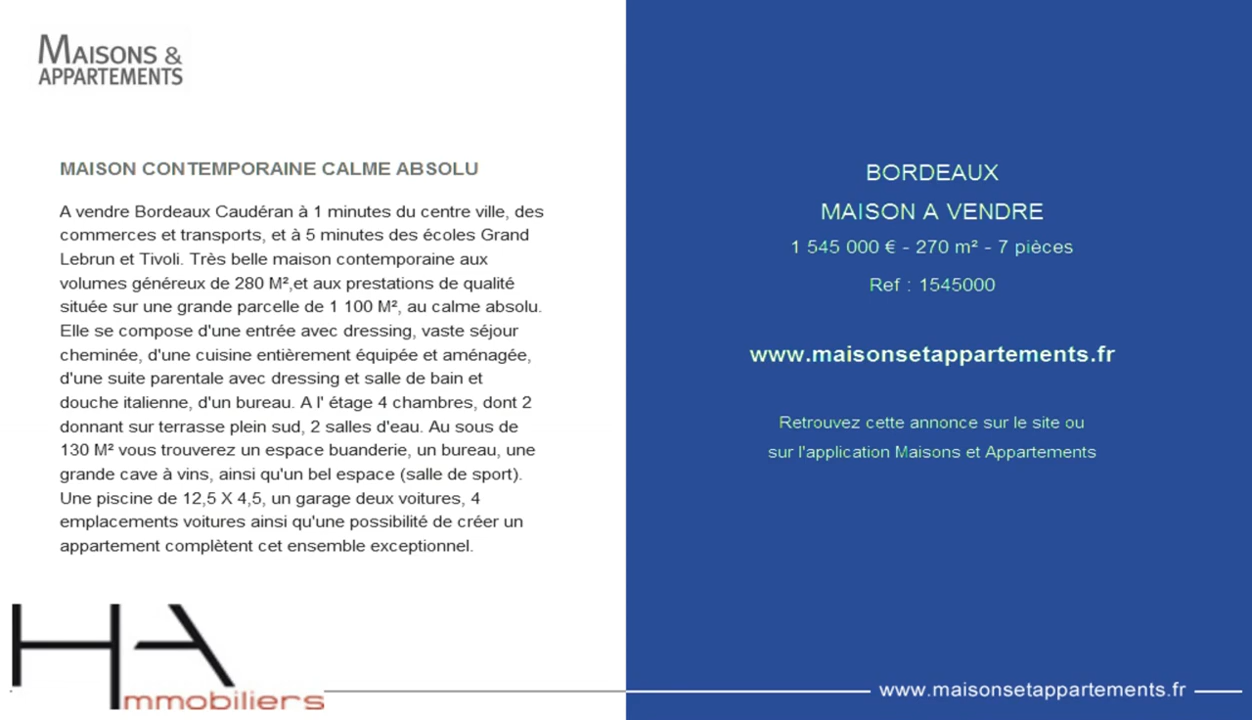 MAISONS &
APPARTEMENTS
MAISON CONTEMPORAINE CALME ABSOLU
A vendre Bordeaux Caudéran à 1 minutes du centre ville, des
commerces et transports, et à 5 minutes des écoles Grand
Lebrun et Tivoli. Très belle maison contemporaine aux
volumes généreux de 280 M²,et aux prestations de qualité
située sur une grande parcelle de 1 100 M², au calme absolu.
Elle se compose d'une entrée avec dressing, vaste séjour
cheminée, d'une cuisine entièrement équipée et aménagée,
d'une suite parentale avec dressing et salle de bain et
douche italienne, d'un bureau. A l' étage 4 chambres, dont 2
donnant sur terrasse plein sud, 2 salles d'eau. Au sous de
130 M² vous trouverez un espace buanderie, un bureau, une
grande cave à vins, ainsi qu'un bel espace (salle de sport).
Une piscine de 12,5 X 4,5, un garage deux voitures, 4
emplacements voitures ainsi qu'une possibilité de créer un
appartement complètent cet ensemble exceptionnel.
HA
mmobiliers
BORDEAUX
MAISON A VENDRE
1 545 000 € - 270 m² - 7 pièces
Ref : 1545000
www.maisonsetappartements.fr
Retrouvez cette annonce sur le site ou
sur l'application Maisons et Appartements
www.maisonsetappartements.fr